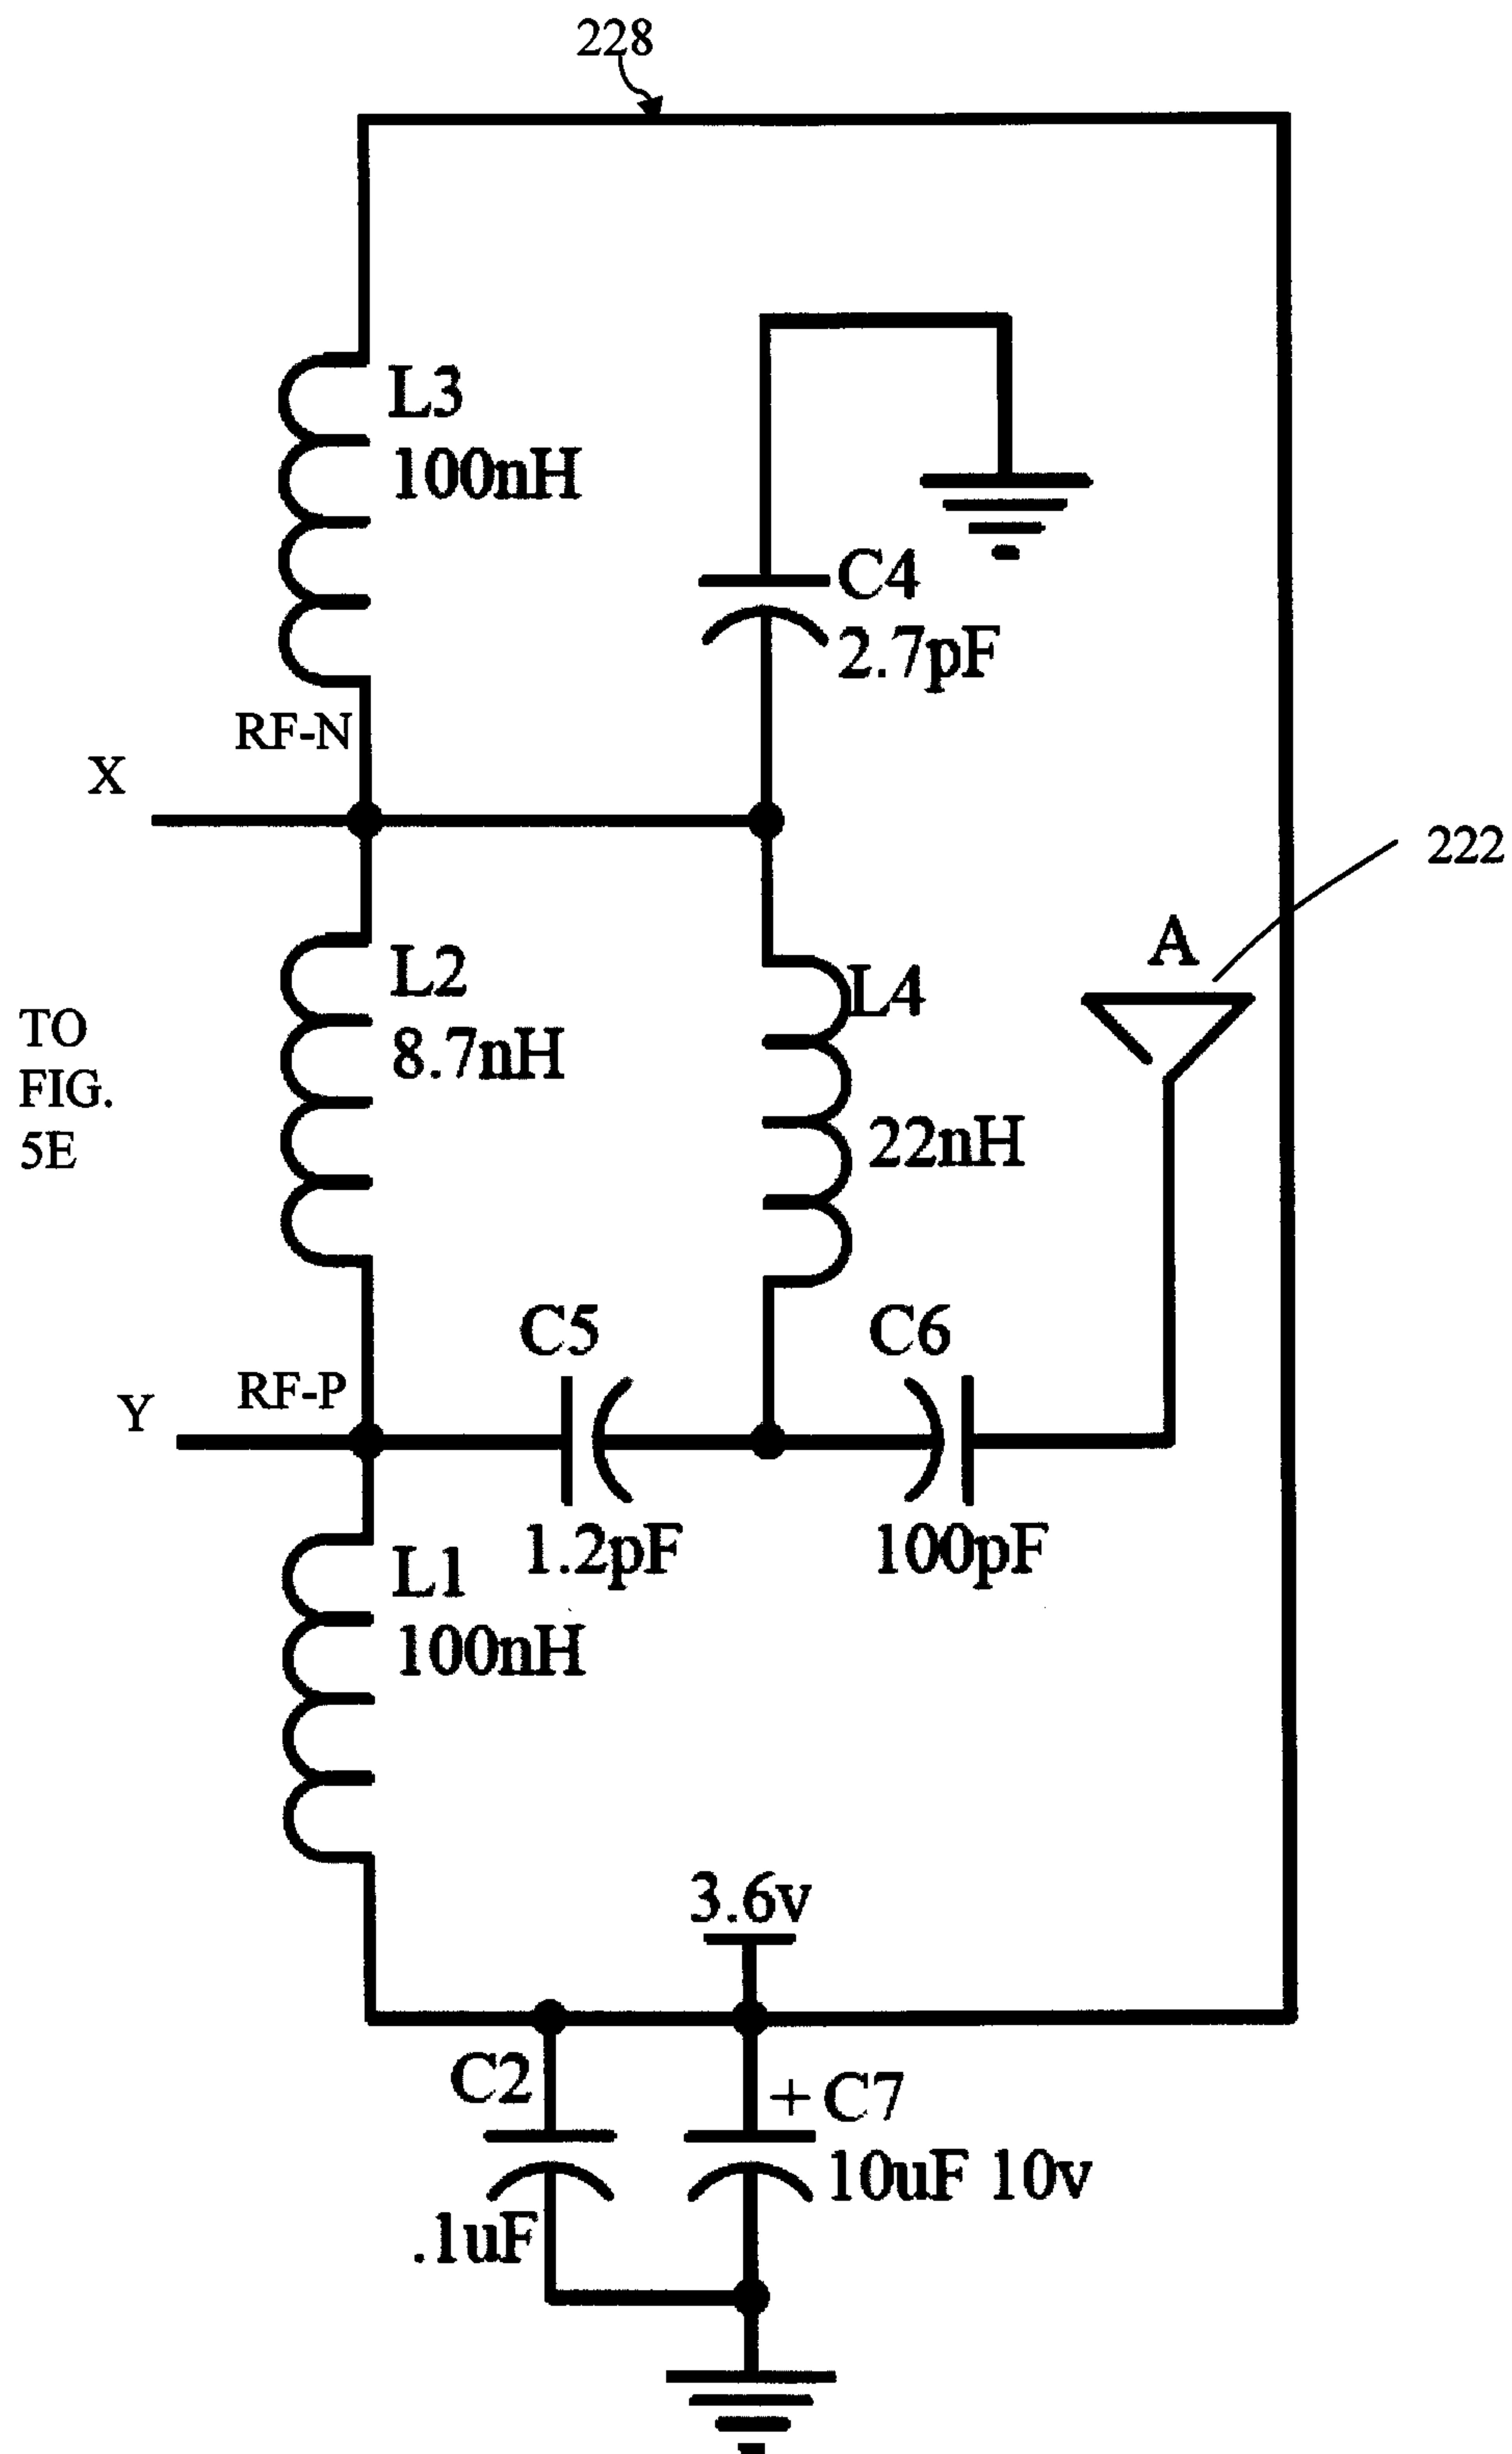 228
L3
100nH
C4
2.7pF
RF-N
X
222
A
L2
8.7nH
L4
22nH
TO
FIG.
5E
C5
C6
RF-P
Y
1.2pF
100pF
L1
100nH
3.6v
C2
+ C7
10uF 10v
.1uF